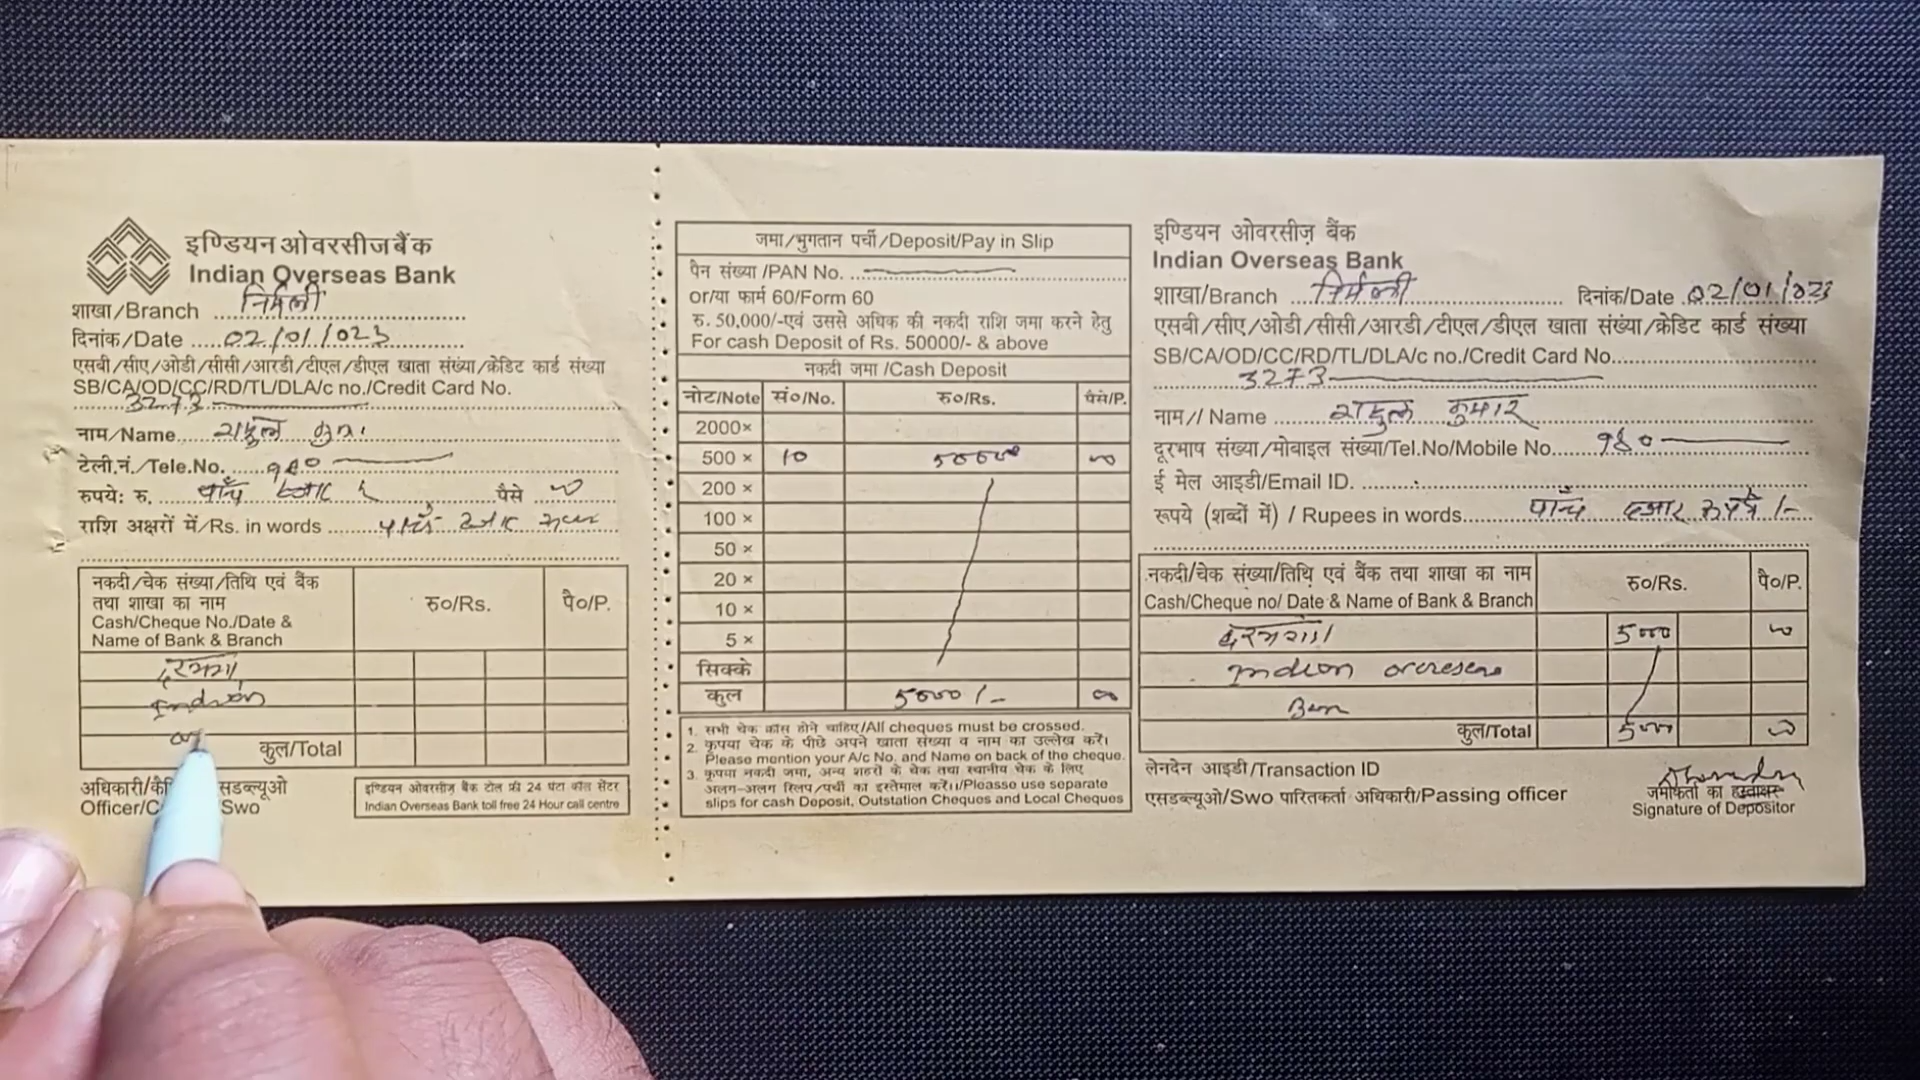 इण्डियन ओवरसीज बैंक
Indian Overseas Bank
शाखा/Branch निर्मली
दिनांक/Date 02/01/023
एसबी/सीए/ओडी/सीसी/आरडी/टीएल/डीएल खाता संख्या/क्रेडिट कार्ड संख्या
SB/CA/OD/CC/RD/TL/DLA/c no./Credit Card No.
3273
नाम/Name
टेली.नं./Tele.No. 980
रुपये: रु. पाँच पैसे
राशि अक्षरों में/Rs. in words पाँच
नकदी/चेक संख्या/तिथि एवं बैंक
तथा शाखा का नाम
Cash/Cheque No./Date &
Name of Bank & Branch
रु०/Rs.
पै०/P.
Indian
कुल/Total
Officer/ Swo
इण्डियन ओवरसीज़ बैंक टोल फ्री 24 घंटा कॉल सेंटर
Indian Overseas Bank toll free 24 Hour call centre
जमा/भुगतान पर्ची/Deposit/Pay in Slip
पैन संख्या /PAN No.
or/या फार्म 60/Form 60
रु. 50,000/-एवं उससे अधिक की नकदी राशि जमा करने हेतु
For cash Deposit of Rs. 50000/- & above
नकदी जमा /Cash Deposit
नोट/Note सं०/No. रु०/Rs. पैसे/P.
2000×
500 × 10
200 ×
100 ×
50 ×
20 ×
10 ×
5 ×
सिक्के
कुल 5000/-
1. सभी चेक क्रॉस होने चाहिए/All cheques must be crossed.
2. कृपया चेक के पीछे अपने खाता संख्या व नाम का उल्लेख करें।
Please mention your A/c No. and Name on back of the cheque.
3. कृपया नकदी जमा, अन्य शहरों के चेक तथा स्थानीय चेक के लिए
अलग-अलग स्लिप/पर्ची का इस्तेमाल करें।/Pleasse use separate
slips for cash Deposit, Outstation Cheques and Local Cheques
इण्डियन ओवरसीज़ बैंक
Indian Overseas Bank
शाखा/Branch निर्मली दिनांक/Date 02/01/023
एसबी/सीए/ओडी/सीसी/आरडी/टीएल/डीएल खाता संख्या/क्रेडिट कार्ड संख्या
SB/CA/OD/CC/RD/TL/DLA/c no./Credit Card No.
3273
नाम// Name कुमार
दूरभाष संख्या/मोबाइल संख्या/Tel.No/Mobile No. 980
ई मेल आइडी/Email ID.
रूपये (शब्दों में) / Rupees in words पाँच हजार रूपये /-
नकदी/चेक संख्या/तिथि एवं बैंक तथा शाखा का नाम
Cash/Cheque no/ Date & Name of Bank & Branch
रु०/Rs.
पै०/P.
दरभंगा 5000
Indian overseas
Ban
कुल/Total 5000
लेनदेन आइडी/Transaction ID
एसडब्ल्यूओ/Swo पारितकर्ता अधिकारी/Passing officer
जमाकर्ता का हस्ताक्षर
Signature of Depositor